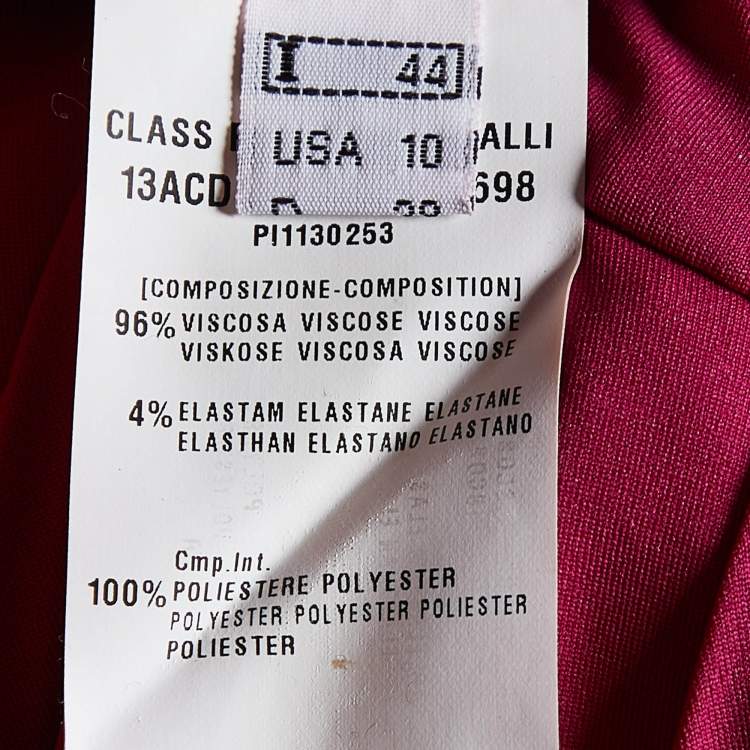 I 44
USA 10
CLASS ALLI
13ACD 698
PI1130253
[COMPOSIZIONE-COMPOSITION]
96% VISCOSA VISCOSE VISCOSE
VISKOSE VISCOSA VISCOSE
4% ELASTAM ELASTANE ELASTANE
ELASTHAN ELASTANO ELASTANO
Cmp.Int.
100% POLIESTERE POLYESTER
POLYESTER POLYESTER POLIESTER
POLIESTER